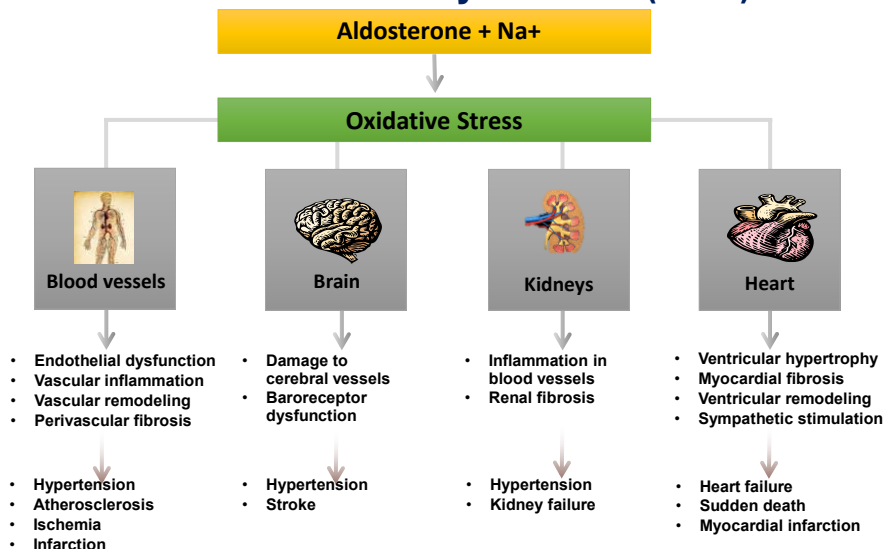 Aldosterone + Na+
Oxidative Stress
Blood vessels
Brain
Kidneys
Heart
• Endothelial dysfunction
• Vascular inflammation
• Vascular remodeling
• Perivascular fibrosis
• Damage to
cerebral vessels
• Baroreceptor
dysfunction
• Inflammation in
blood vessels
• Renal fibrosis
• Ventricular hypertrophy
• Myocardial fibrosis
• Ventricular remodeling
• Sympathetic stimulation
• Hypertension
• Atherosclerosis
• Ischemia
• Infarction
• Hypertension
• Stroke
• Hypertension
• Kidney failure
• Heart failure
• Sudden death
• Myocardial infarction